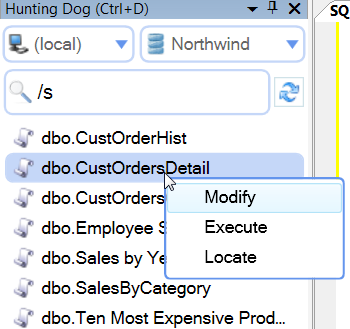 Hunting Dog (Ctrl+D)
SQ
(local)
Northwind
/s
dbo.CustOrderHist
dbo.CustOrdersDetail
dbo.CustOrders
Modify
dbo.Employee S
Execute
dbo.Sales by Ye
Locate
dbo.SalesByCategory
dbo.Ten Most Expensive Prod...